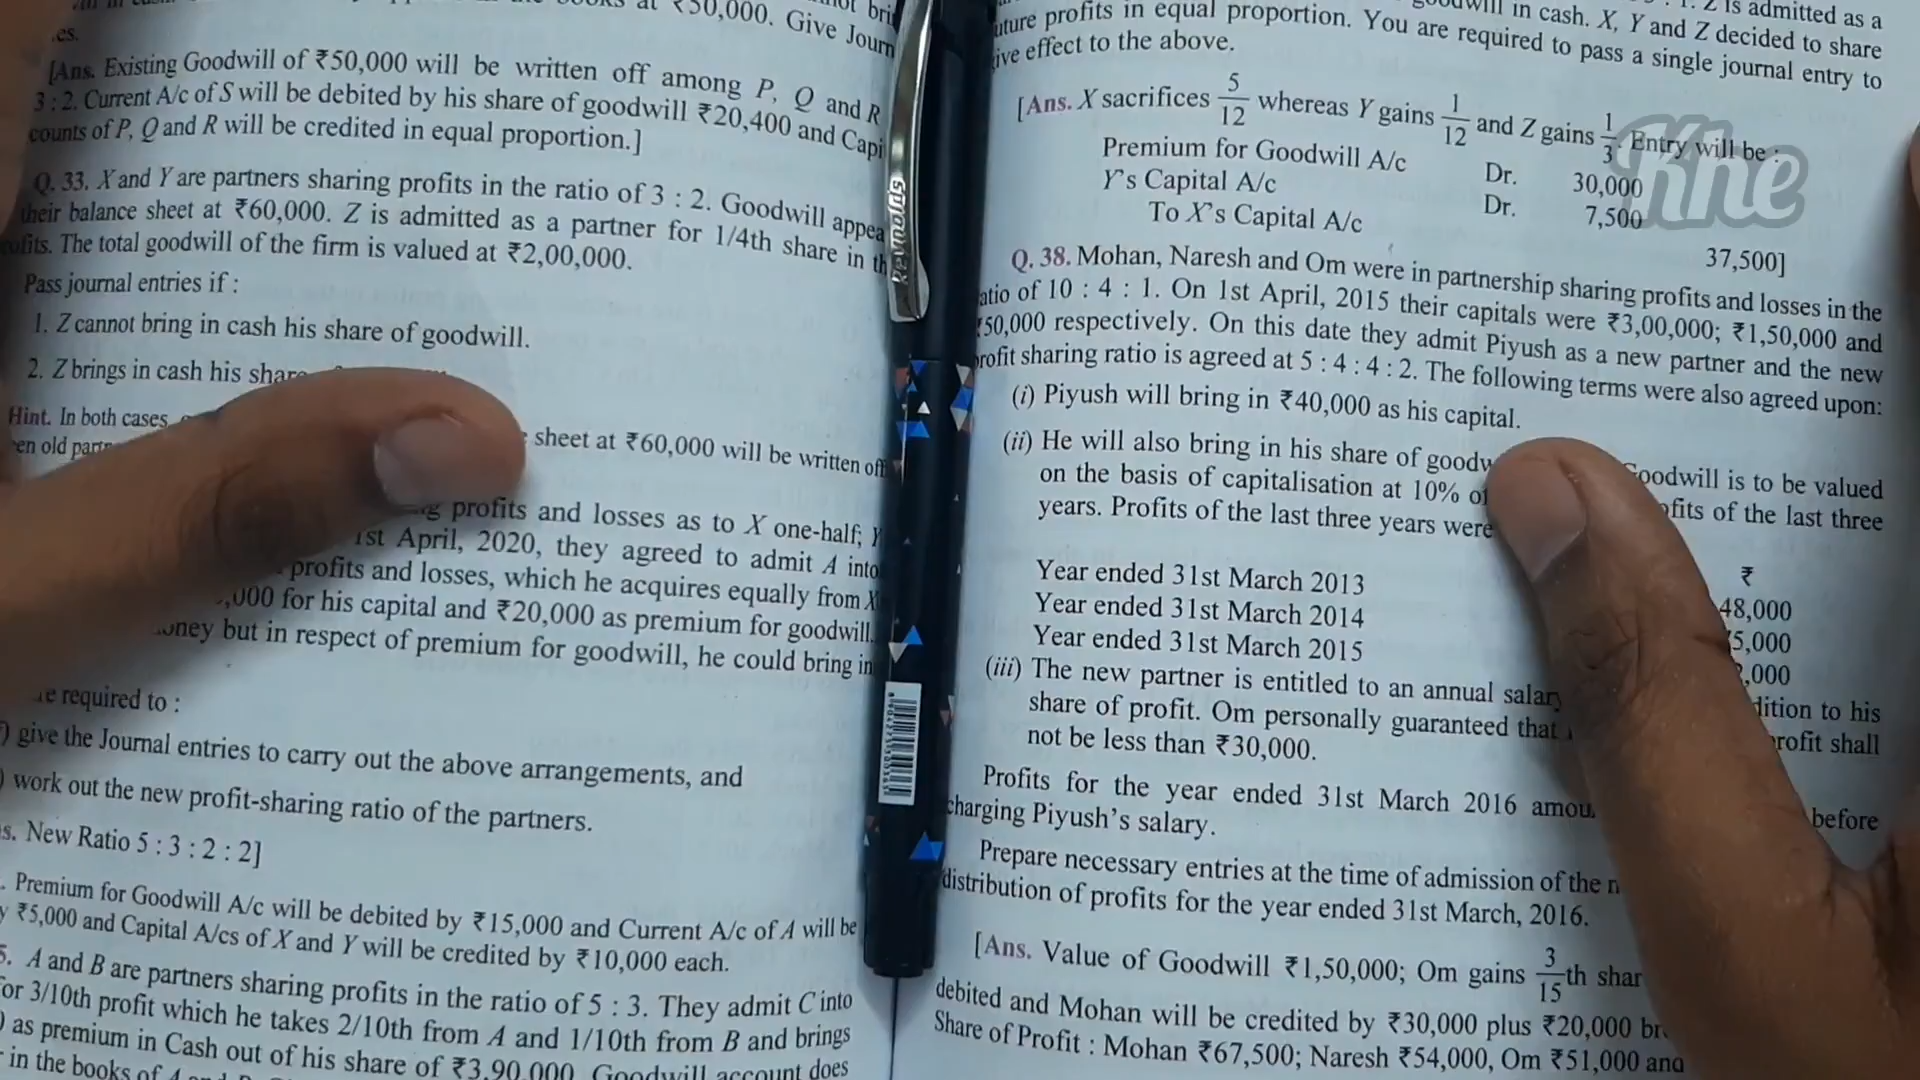 books at ₹50,000. Give Journ
es.
[Ans. Existing Goodwill of ₹50,000 will be written off among P, Q and R
3 : 2. Current A/c of S will be debited by his share of goodwill ₹20,400 and Capi
counts of P, Q and R will be credited in equal proportion.]
Q. 33. X and Y are partners sharing profits in the ratio of 3 : 2. Goodwill appea
their balance sheet at ₹60,000. Z is admitted as a partner for 1/4th share in th
ofits. The total goodwill of the firm is valued at ₹2,00,000.
Pass journal entries if :
1. Z cannot bring in cash his share of goodwill.
2. Z brings in cash his share
Hint. In both cases,
en old part sheet at ₹60,000 will be written off
profits and losses as to X one-half; Y
1st April, 2020, they agreed to admit A into
profits and losses, which he acquires equally from X
,000 for his capital and ₹20,000 as premium for goodwill.
oney but in respect of premium for goodwill, he could bring in
re required to :
) give the Journal entries to carry out the above arrangements, and
) work out the new profit-sharing ratio of the partners.
s. New Ratio 5 : 3 : 2 : 2]
. Premium for Goodwill A/c will be debited by ₹15,000 and Current A/c of A will be
y ₹5,000 and Capital A/cs of X and Y will be credited by ₹10,000 each.
5. A and B are partners sharing profits in the ratio of 5 : 3. They admit C into
or 3/10th profit which he takes 2/10th from A and 1/10th from B and brings
) as premium in Cash out of his share of ₹3,90,000. Goodwill account does
in the books of A
reynolds
goodwill in cash. X, Y and Z decided to share
Z is admitted as a
uture profits in equal proportion. You are required to pass a single journal entry to
ive effect to the above.
[Ans. X sacrifices 5/12 whereas Y gains 1/12 and Z gains 1/3. Entry will be :
Premium for Goodwill A/c Dr. 30,000
Y's Capital A/c Dr. 7,500
To X's Capital A/c 37,500]
Khe
Q. 38. Mohan, Naresh and Om were in partnership sharing profits and losses in the
atio of 10 : 4 : 1. On 1st April, 2015 their capitals were ₹3,00,000; ₹1,50,000 and
₹50,000 respectively. On this date they admit Piyush as a new partner and the new
rofit sharing ratio is agreed at 5 : 4 : 4 : 2. The following terms were also agreed upon:
(i) Piyush will bring in ₹40,000 as his capital.
(ii) He will also bring in his share of goodw Goodwill is to be valued
on the basis of capitalisation at 10% of ofits of the last three
years. Profits of the last three years were
₹
Year ended 31st March 2013 48,000
Year ended 31st March 2014 5,000
Year ended 31st March 2015 ,000
(iii) The new partner is entitled to an annual salary dition to his
share of profit. Om personally guaranteed that rofit shall
not be less than ₹30,000.
Profits for the year ended 31st March 2016 amou before
charging Piyush's salary.
Prepare necessary entries at the time of admission of the n
distribution of profits for the year ended 31st March, 2016.
[Ans. Value of Goodwill ₹1,50,000; Om gains 3/15th shar
debited and Mohan will be credited by ₹30,000 plus ₹20,000 br
Share of Profit : Mohan ₹67,500; Naresh ₹54,000, Om ₹51,000 and